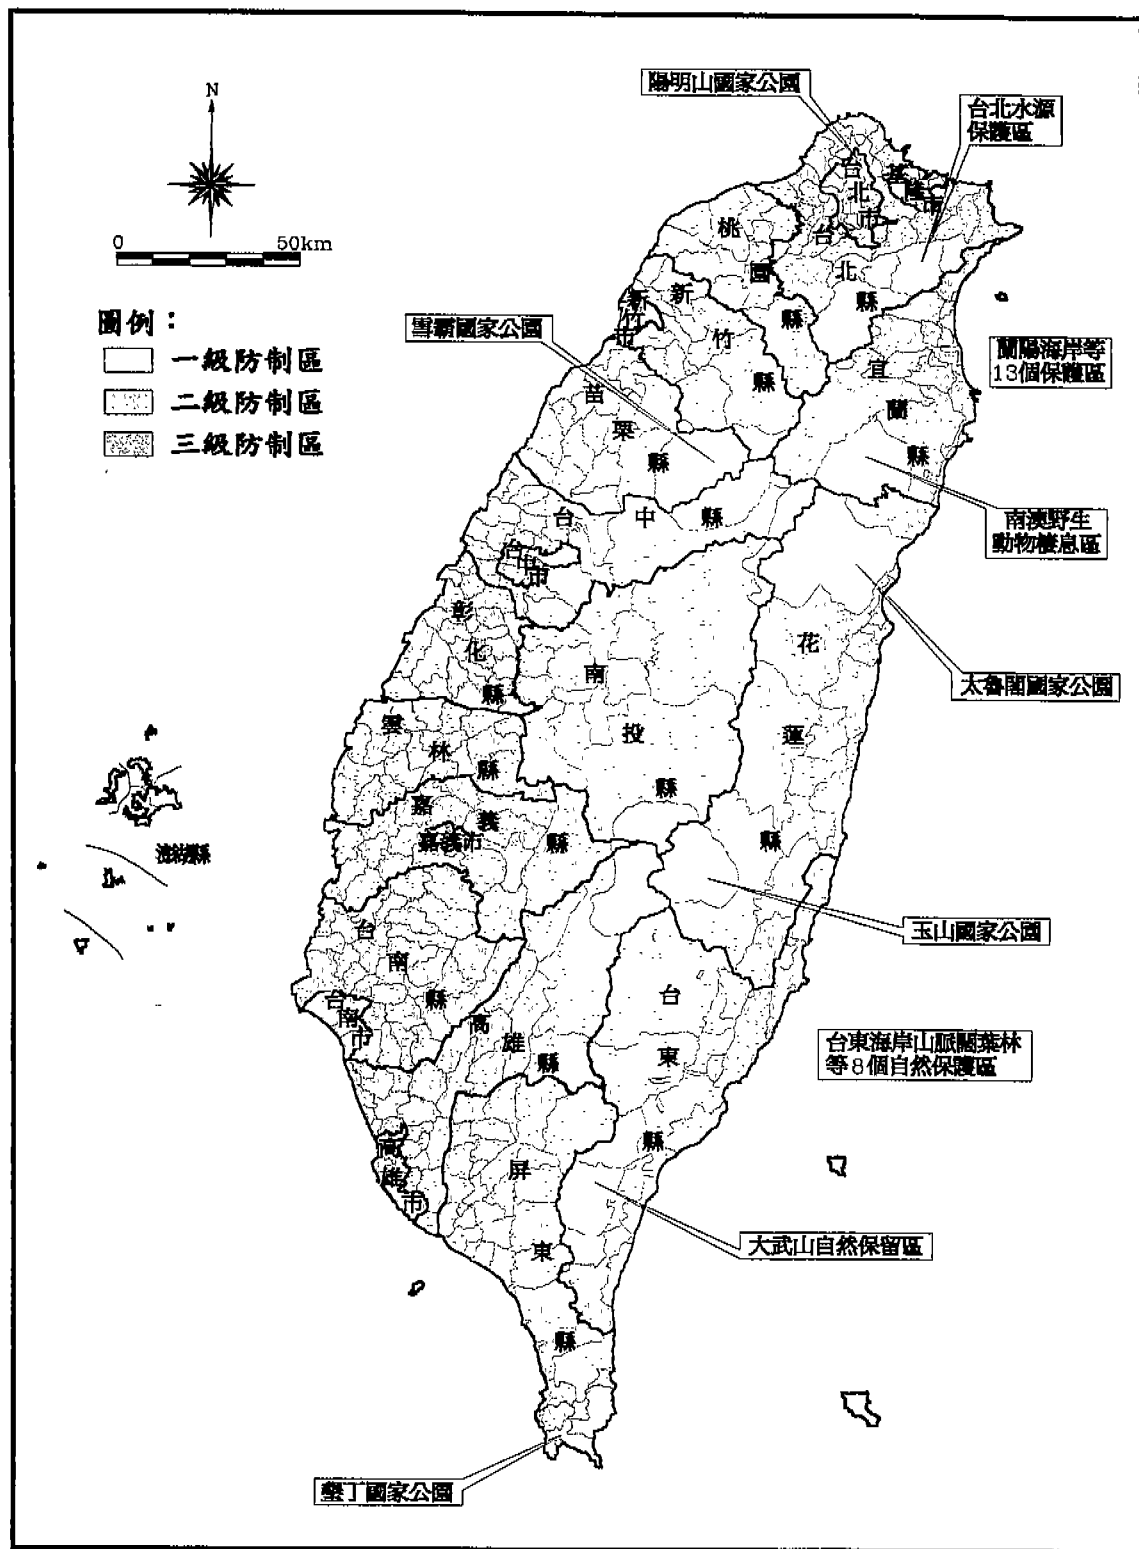 陽明山國家公園
台北水源
保護區
N
0 50km
圖例：
一級防制區
二級防制區
三級防制區
台北市
基隆市
台北縣
桃園縣
新竹市
新竹縣
雪霸國家公園
蘭陽海岸等
13個保護區
宜蘭縣
苗栗縣
南澳野生
動物棲息區
台中縣
台中市
彰化縣
南投縣
花蓮縣
太魯閣國家公園
雲林縣
嘉義縣
嘉義市
澎湖縣
玉山國家公園
台南縣
台南市
高雄縣
台東縣
台東海岸山脈闊葉林
等8個自然保護區
高雄市
屏東縣
大武山自然保留區
墾丁國家公園